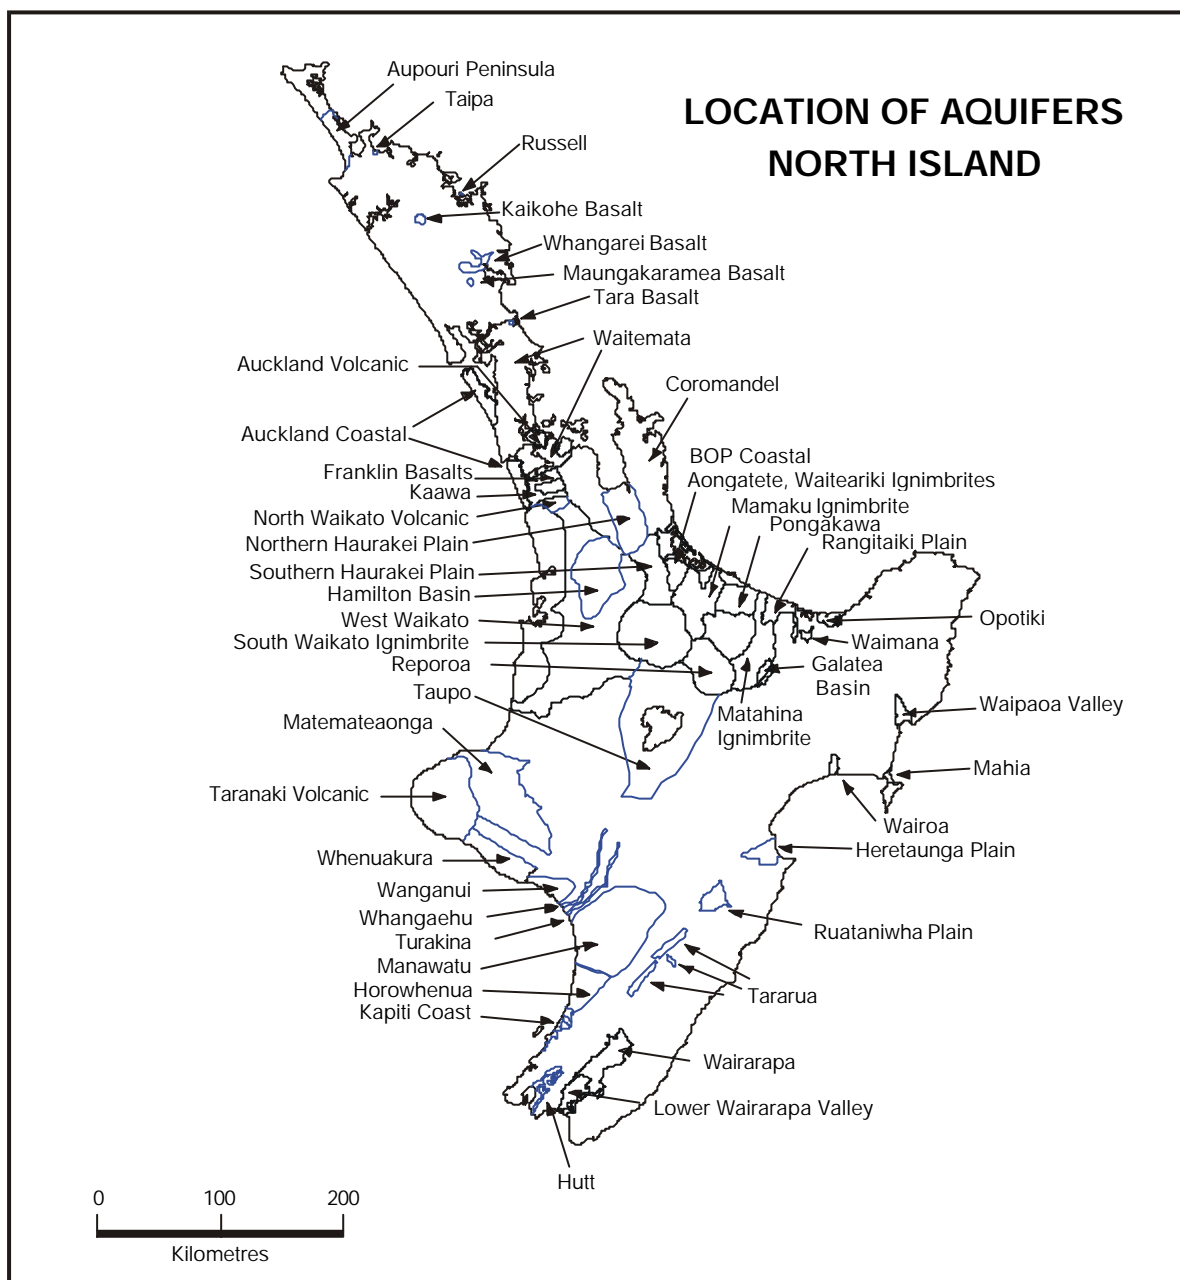 LOCATION OF AQUIFERS
NORTH ISLAND
Aupouri Peninsula
Taipa
Russell
Kaikohe Basalt
Whangarei Basalt
Maungakaramea Basalt
Tara Basalt
Waitemata
Auckland Volcanic
Coromandel
Auckland Coastal
BOP Coastal
Franklin Basalts
Aongatete, Waiteariki Ignimbrites
Kaawa
Mamaku Ignimbrite
North Waikato Volcanic
Pongakawa
Northern Haurakei Plain
Rangitaiki Plain
Southern Haurakei Plain
Hamilton Basin
West Waikato
Opotiki
South Waikato Ignimbrite
Waimana
Reporoa
Galatea
Basin
Taupo
Waipaoa Valley
Matemateaonga
Matahina
Ignimbrite
Mahia
Taranaki Volcanic
Wairoa
Whenuakura
Heretaunga Plain
Wanganui
Whangaehu
Ruataniwha Plain
Turakina
Manawatu
Horowhenua
Tararua
Kapiti Coast
Wairarapa
Lower Wairarapa Valley
Hutt
0 100 200
Kilometres